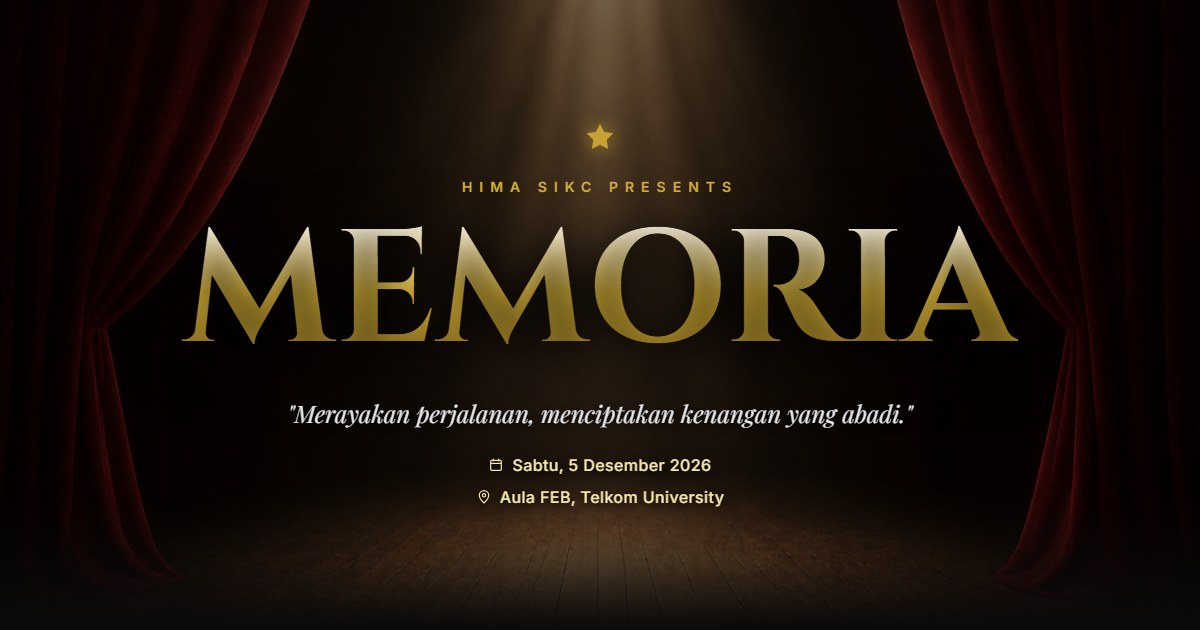 HIMA SIKC PRESENTS
MEMORIA
"Merayakan perjalanan, menciptakan kenangan yang abadi."
Sabtu, 5 Desember 2026
Aula FEB, Telkom University